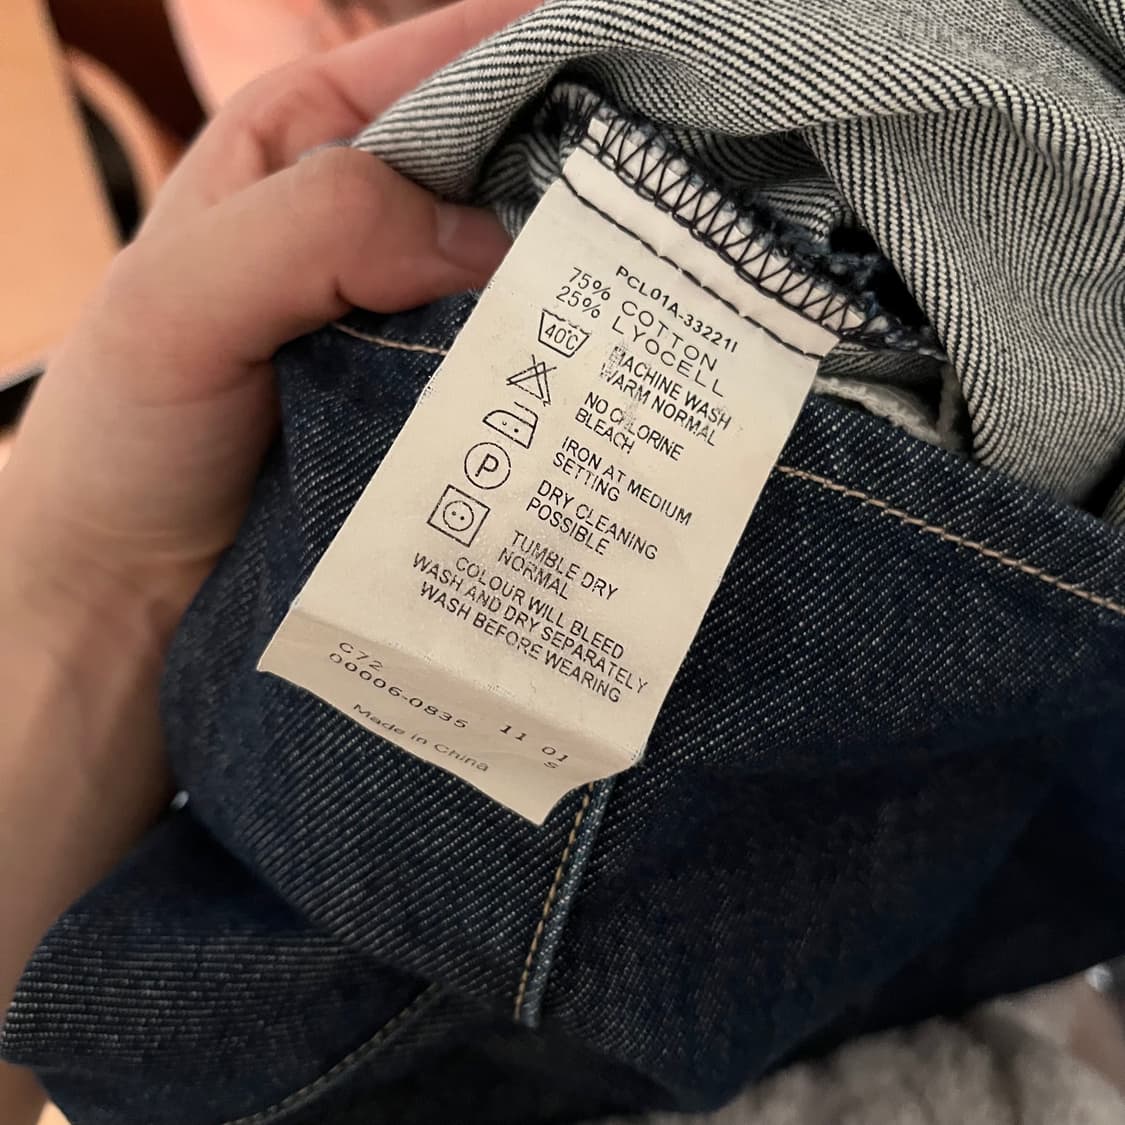 PCL01A-33221I
75% COTTON
25% LYOCELL
40C MACHINE WASH
WARM NORMAL
NO CHLORINE
BLEACH
IRON AT MEDIUM
SETTING
P DRY CLEANING
POSSIBLE
TUMBLE DRY
NORMAL
COLOUR WILL BLEED
WASH AND DRY SEPARATELY
WASH BEFORE WEARING
C72
00006-0835 11 01
S
Made in China